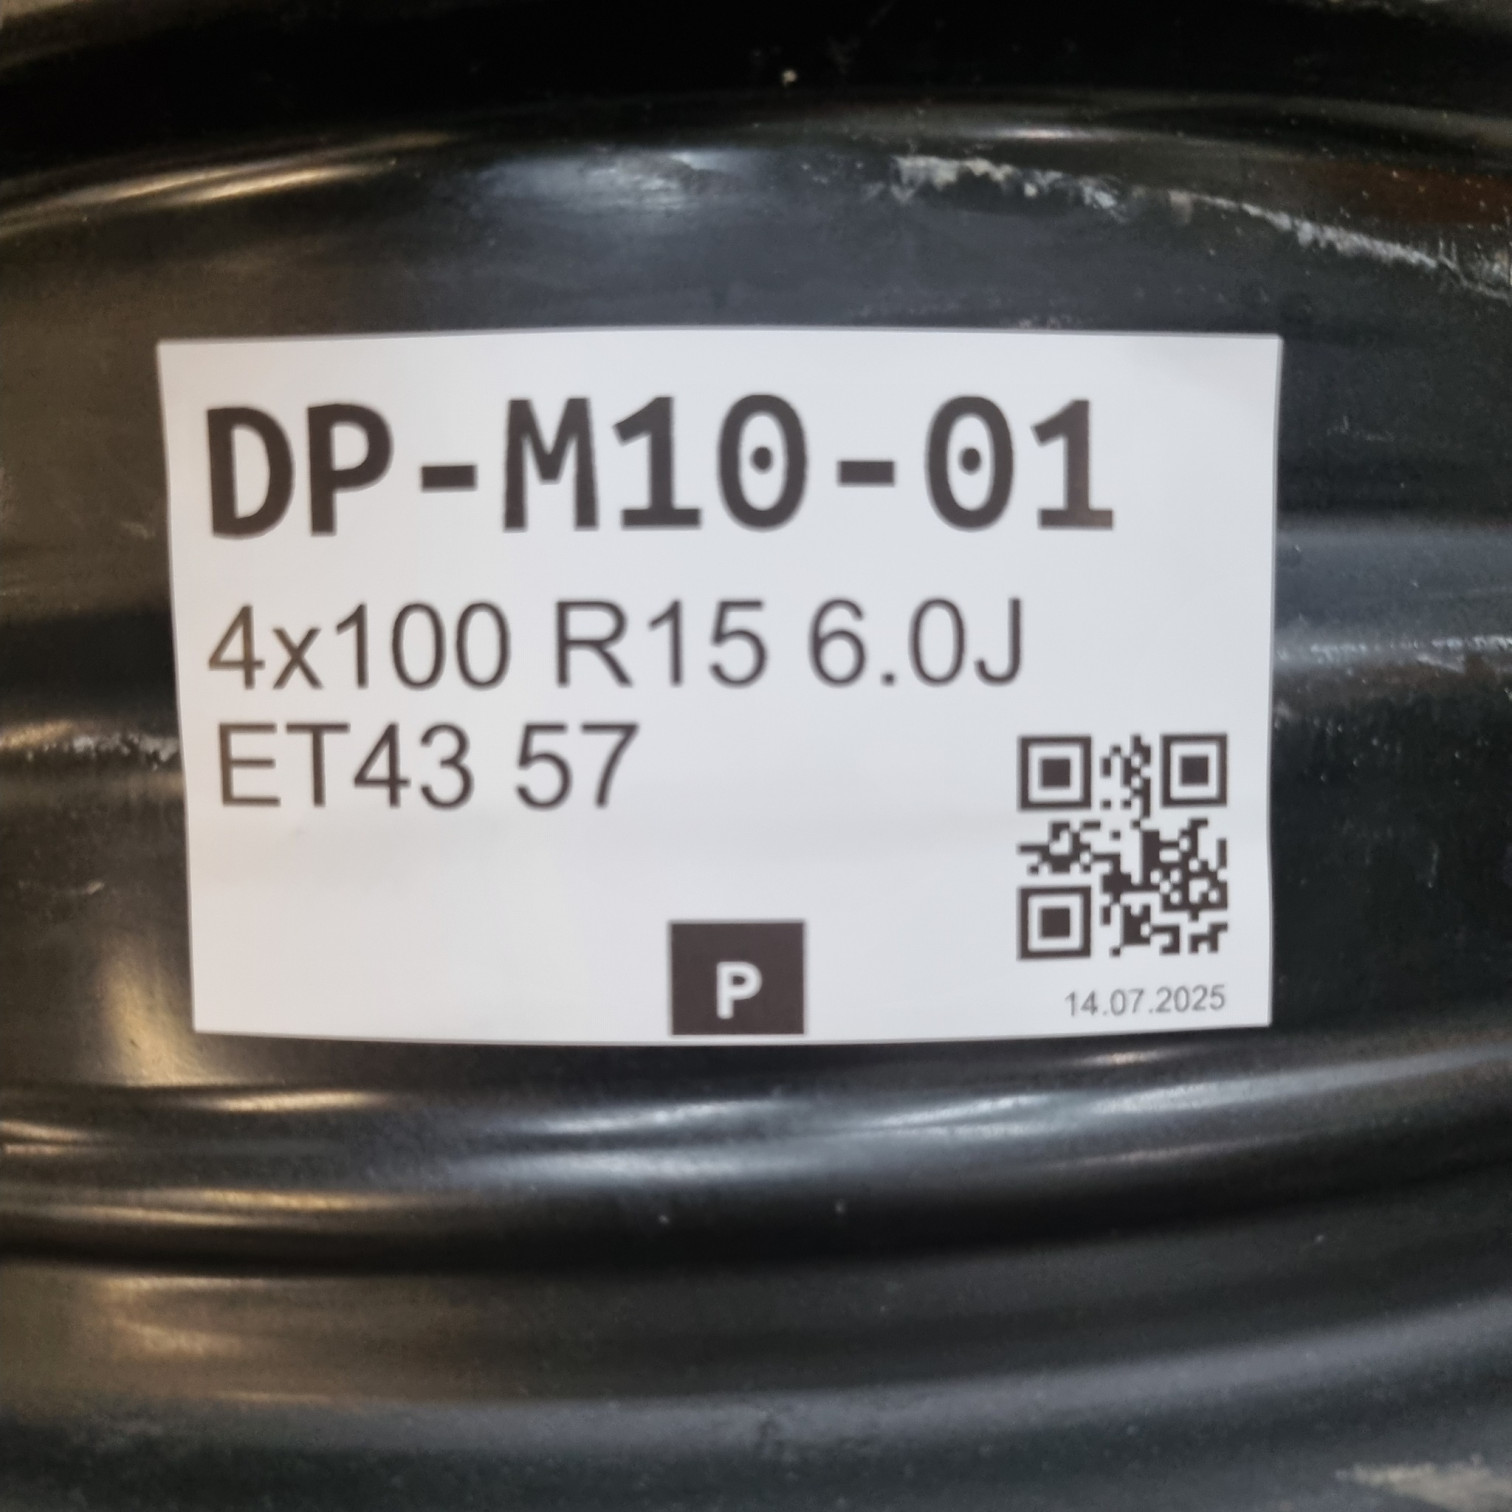 DP-M10-01
4x100 R15 6.0J
ET43 57
P
14.07.2025